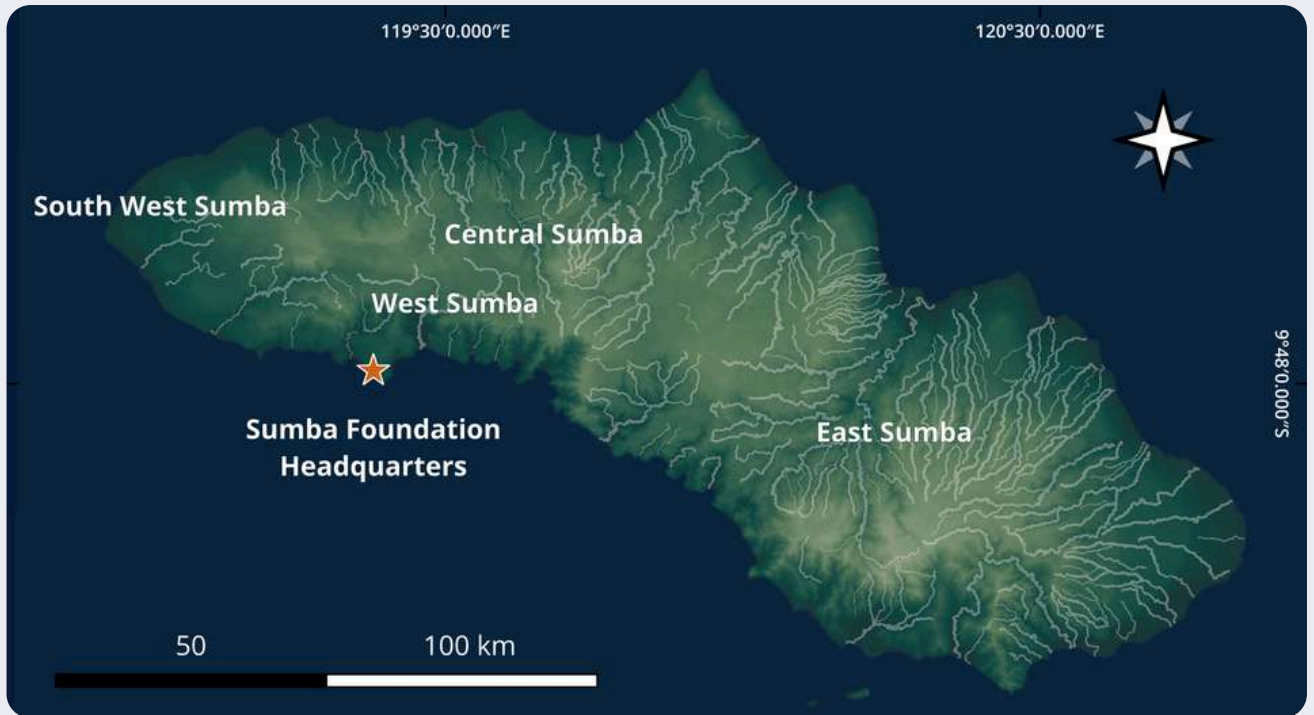 119°30′0.000″E
120°30′0.000″E
South West Sumba
Central Sumba
West Sumba
9°48′0.000″S
Sumba Foundation
Headquarters
East Sumba
50
100 km